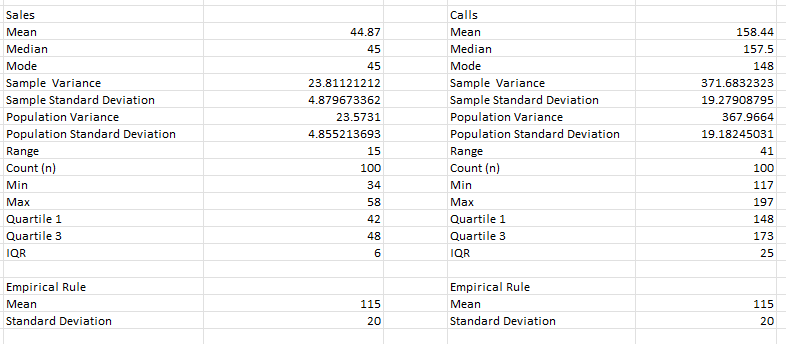 Sales Calls
Mean 44.87 Mean 158.44
Median 45 Median 157.5
Mode 45 Mode 148
Sample  Variance 23.81121212 Sample  Variance 371.6832323
Sample Standard Deviation 4.879673362 Sample Standard Deviation 19.27908795
Population Variance 23.5731 Population Variance 367.9664
Population Standard Deviation 4.855213693 Population Standard Deviation 19.18245031
Range 15 Range 41
Count (n) 100 Count (n) 100
Min 34 Min 117
Max 58 Max 197
Quartile 1 42 Quartile 1 148
Quartile 3 48 Quartile 3 173
IQR 6 IQR 25
Empirical Rule Empirical Rule
Mean 115 Mean 115
Standard Deviation 20 Standard Deviation 20